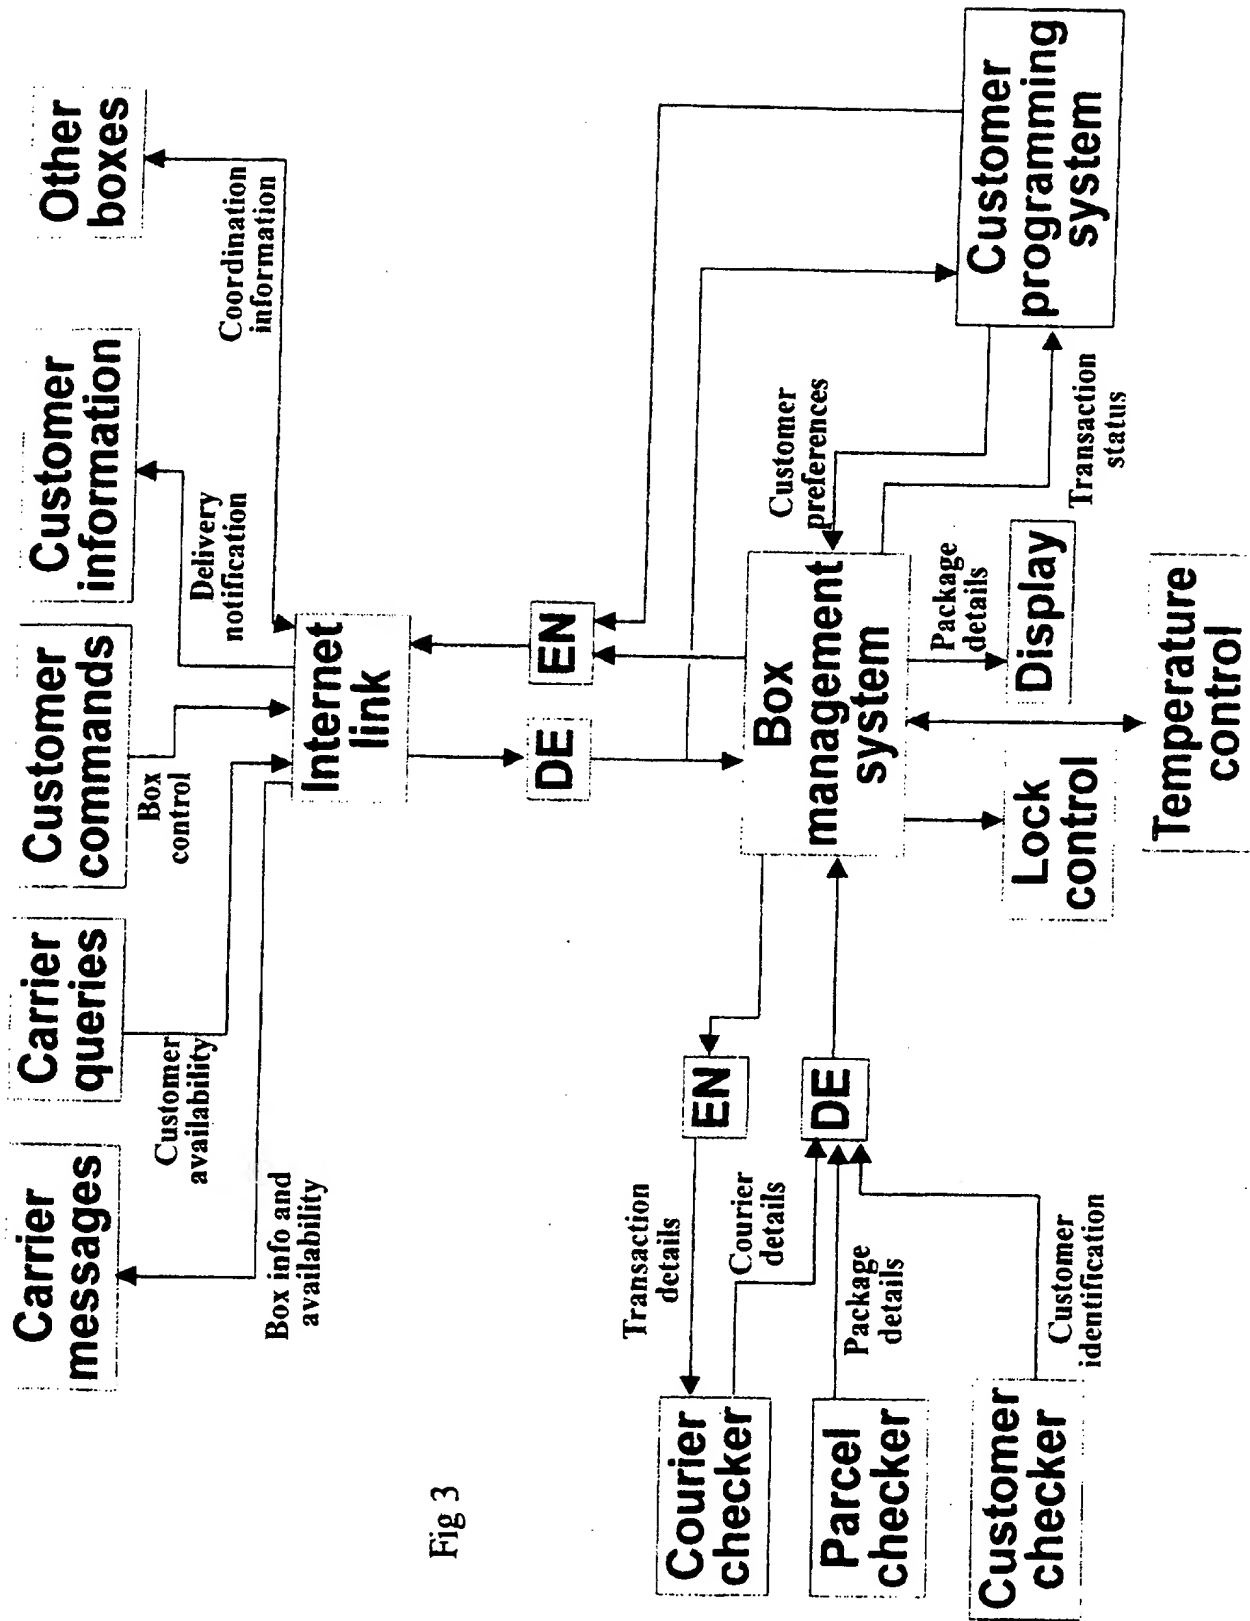 Carrier
messages
Carrier
queries
Customer
commands
Customer
information
Other
boxes
Customer
availability
Box info and
availability
Box
control
Delivery
notification
Coordination
information
Internet
link
DE
EN
Fig 3
Transaction
details
Courier
details
Package
details
Customer
identification
Courier
checker
Parcel
checker
Customer
checker
EN
DE
Box
management
system
Customer
preferences
Transaction
status
Package
details
Lock
control
Display
Temperature
control
Customer
programming
system